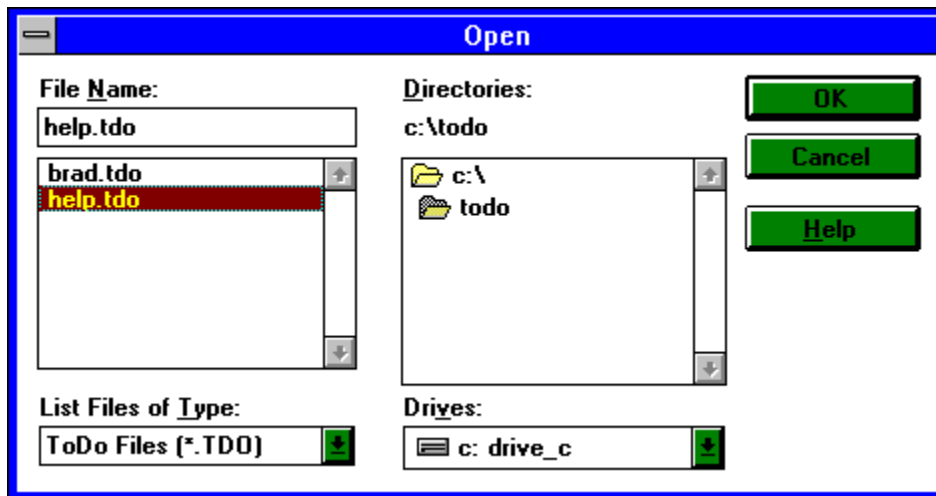 Open
File Name:
help.tdo
brad.tdo
help.tdo
List Files of Type:
ToDo Files (*.TDO)
Directories:
c:\todo
c:\
todo
Drives:
c: drive_c
OK
Cancel
Help